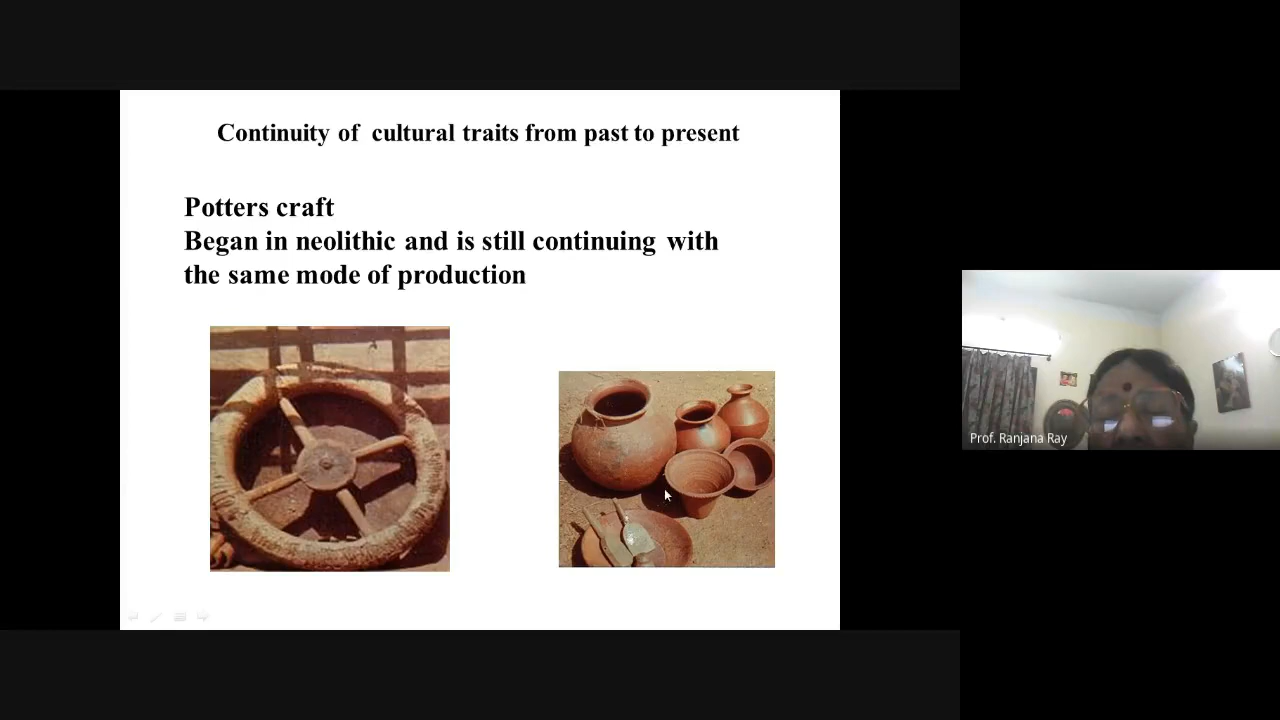 Continuity of cultural traits from past to present
Potters craft
Began in neolithic and is still continuing with
the same mode of production
Prof. Ranjana Ray